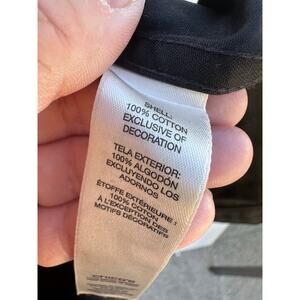 SHELL:
100% COTTON
EXCLUSIVE OF
DECORATION
TELA EXTERIOR:
100% ALGODÓN
EXCLUYENDO LOS
ADORNOS
ÉTOFFE EXTÉRIEURE :
100% COTON
À L'EXCEPTION DES
MOTIFS DÉCORATIFS